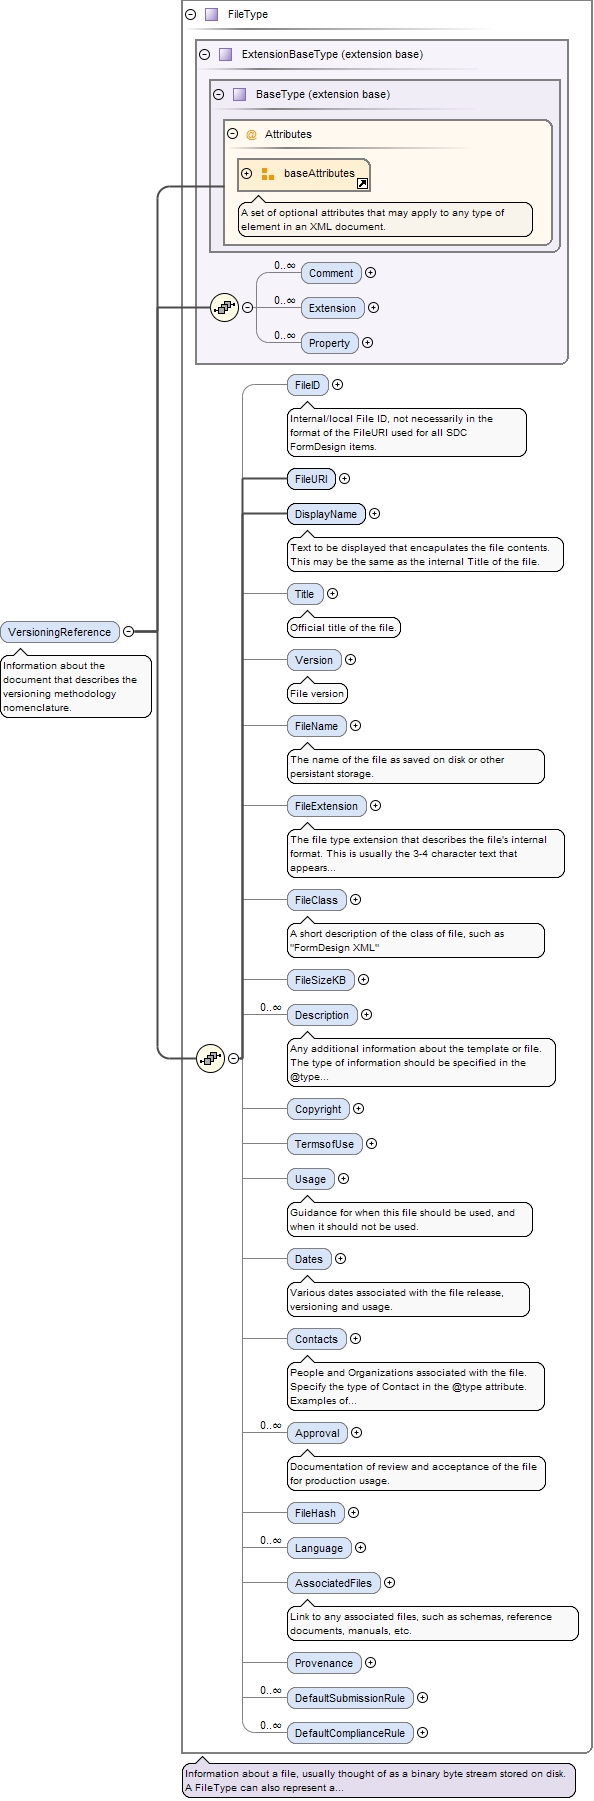 FileType
ExtensionBaseType (extension base)
BaseType (extension base)
@ Attributes
baseAttributes
A set of optional attributes that may apply to any type of
element in an XML document.
0..∞
Comment
0..∞
Extension
0..∞
Property
FileID
Internal/local File ID, not necessarily in the
format of the FileURI used for all SDC
FormDesign items.
FileURI
DisplayName
Text to be displayed that encapulates the file contents.
This may be the same as the internal Title of the file.
Title
Official title of the file.
VersioningReference
Information about the
document that describes the
versioning methodology
nomenclature.
Version
File version
FileName
The name of the file as saved on disk or other
persistant storage.
FileExtension
The file type extension that describes the file's internal
format. This is usually the 3-4 character text that
appears...
FileClass
A short description of the class of file, such as
"FormDesign XML"
FileSizeKB
0..∞
Description
Any additional information about the template or file.
The type of information should be specified in the
@type...
Copyright
TermsofUse
Usage
Guidance for when this file should be used, and
when it should not be used.
Dates
Various dates associated with the file release,
versioning and usage.
Contacts
People and Organizations associated with the file.
Specify the type of Contact in the @type attribute.
Examples of...
0..∞
Approval
Documentation of review and acceptance of the file
for production usage.
FileHash
0..∞
Language
AssociatedFiles
Link to any associated files, such as schemas, reference
documents, manuals, etc.
Provenance
0..∞
DefaultSubmissionRule
0..∞
DefaultComplianceRule
Information about a file, usually thought of as a binary byte stream stored on disk.
A FileType can also represent a...